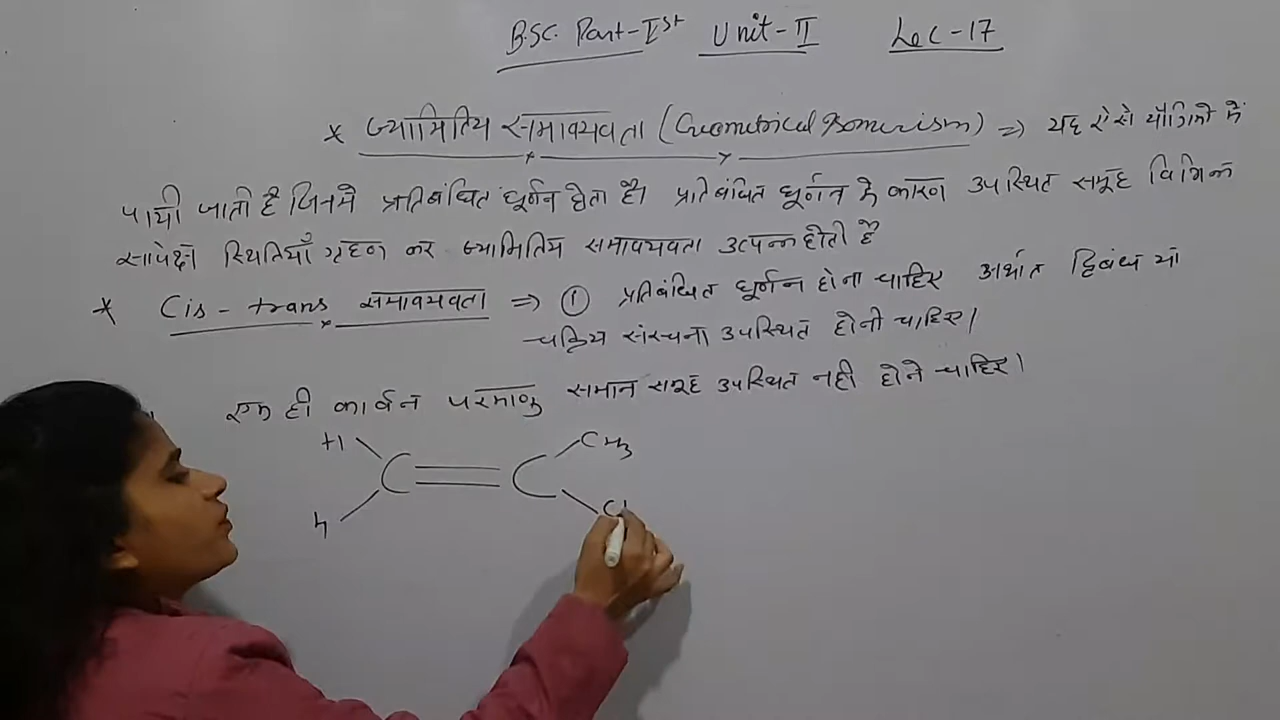 B.SC. Part-Ist Unit-II Lec-17
* ज्यामितिय समावयवता (Geometrical Isomerism) ⇒ यह ऐसे यौगिको में
पायी जाती है जिनमे प्रतिबंधित घूर्णन होता है। प्रतिबंधित घूर्णन के कारण उपस्थित समूह विभिन्न
सापेक्ष स्थितियाँ ग्रहण कर ज्यामितिय समावयवता उत्पन्न होती है
* Cis - trans समावयवता ⇒ ① प्रतिबंधित घूर्णन होना चाहिए अर्थात द्विबंध या
चक्रिय संरचना उपस्थित होनी चाहिए।
एक ही कार्बन परमाणु समान समूह उपस्थित नही होने चाहिए।
H CH3
C = C
H